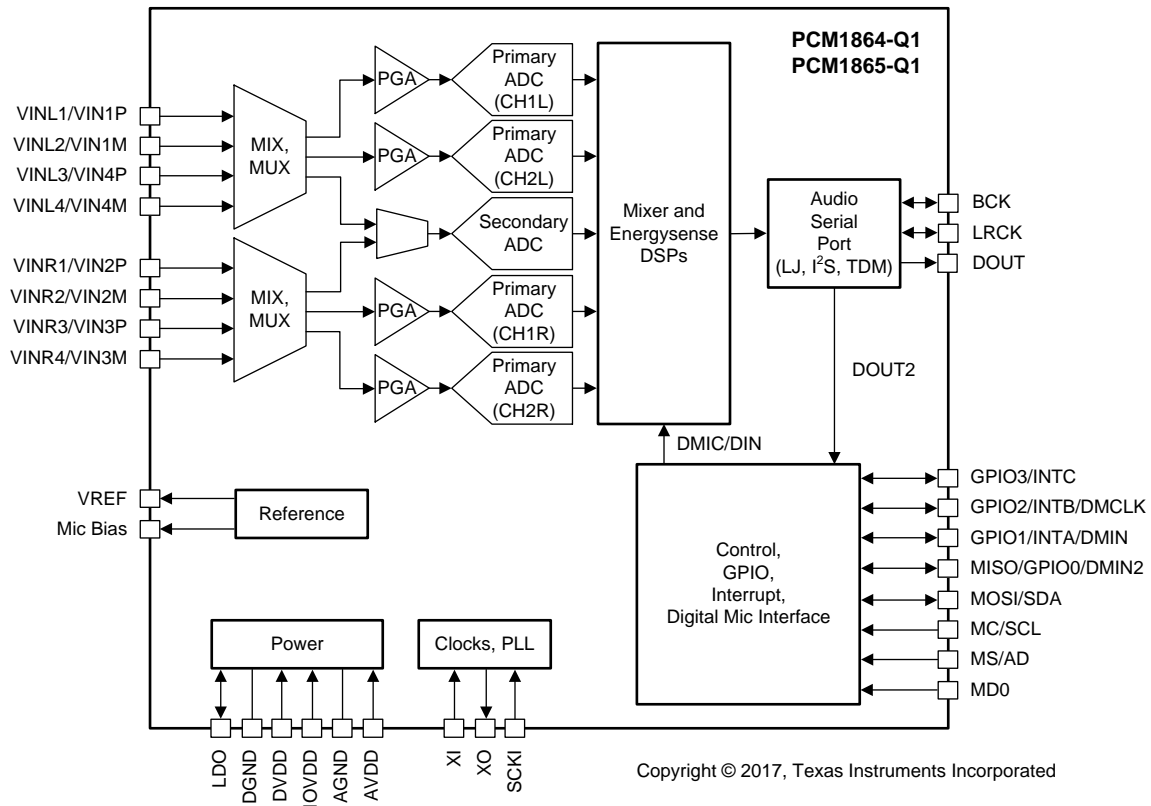 PCM1864-Q1
PCM1865-Q1
VINL1/VIN1P
VINL2/VIN1M
VINL3/VIN4P
VINL4/VIN4M
VINR1/VIN2P
VINR2/VIN2M
VINR3/VIN3P
VINR4/VIN3M
MIX,
MUX
MIX,
MUX
PGA
Primary
ADC
(CH1L)
PGA
Primary
ADC
(CH2L)
Secondary
ADC
PGA
Primary
ADC
(CH1R)
PGA
Primary
ADC
(CH2R)
Mixer and
Energysense
DSPs
Audio
Serial
Port
(LJ, I²S, TDM)
BCK
LRCK
DOUT
DOUT2
DMIC/DIN
VREF
Mic Bias
Reference
Control,
GPIO,
Interrupt,
Digital Mic Interface
GPIO3/INTC
GPIO2/INTB/DMCLK
GPIO1/INTA/DMIN
MISO/GPIO0/DMIN2
MOSI/SDA
MC/SCL
MS/AD
MD0
Power
Clocks, PLL
LDO
DGND
DVDD
IOVDD
AGND
AVDD
XI
XO
SCKI
Copyright © 2017, Texas Instruments Incorporated